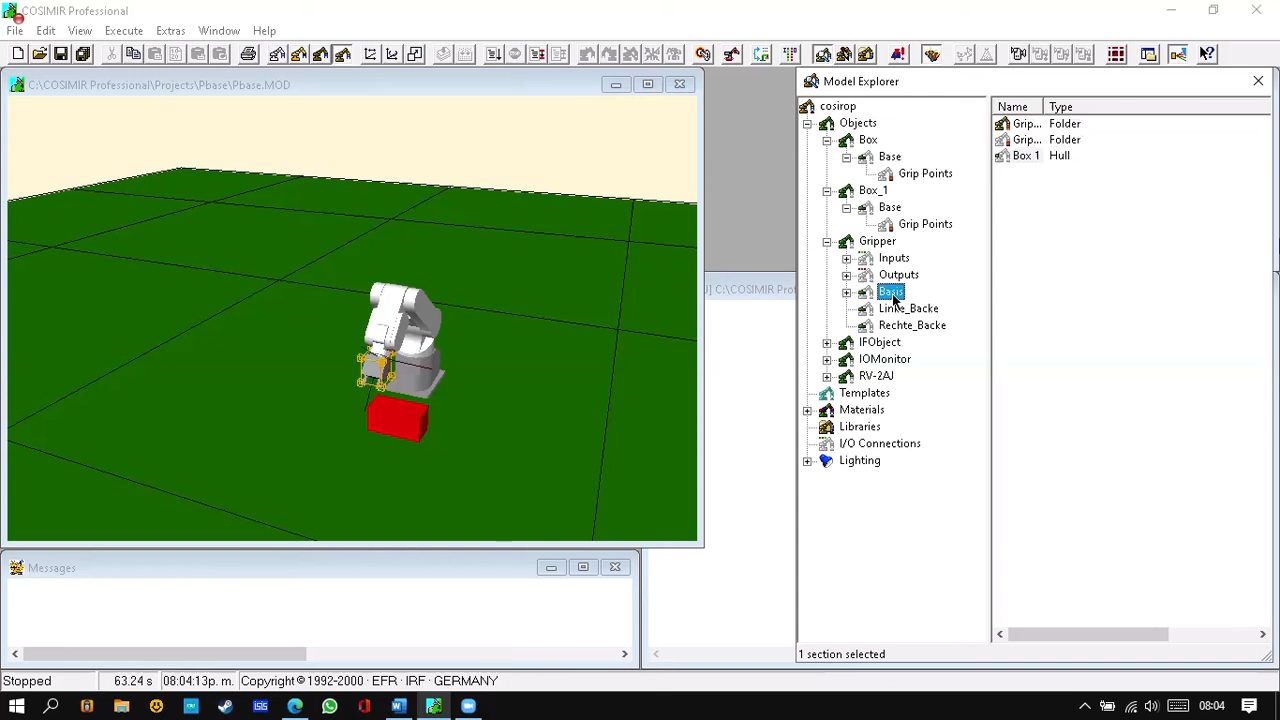 COSIMIR Professional
File Edit View Execute Extras Window Help
C:\COSIMIR Professional\Projects\Pbase\Pbase.MOD
Model Explorer
cosirop
Objects
Box
Base
Grip Points
Box_1
Base
Grip Points
Gripper
Inputs
Outputs
Basis
Linke_Backe
Rechte_Backe
IFObject
IOMonitor
RV-2AJ
Templates
Materials
Libraries
I/O Connections
Lighting
Name Type
Grip... Folder
Grip... Folder
Box 1 Hull
] C:\COSIMIR Prof
Messages
1 section selected
Stopped 63.24 s 08:04:13p. m. Copyright © 1992-2000 · EFR · IRF · GERMANY
08:04